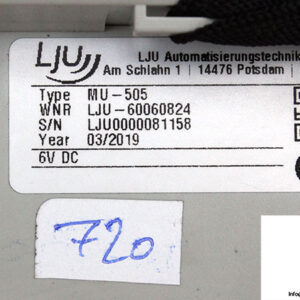 LJU
LJU Automatisierungstechnik
Am Schlahn 1 | 14476 Potsdam |
Type MU-505
WNR LJU-60060824
S/N LJU0000081158
Year 03/2019
6V DC
720